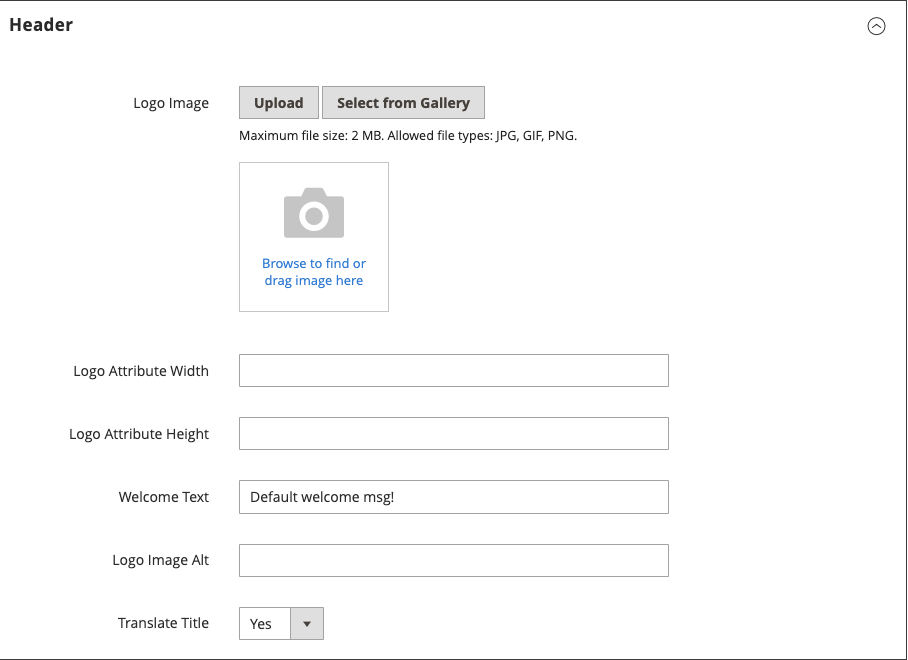 Header
Logo Image
Upload
Select from Gallery
Maximum file size: 2 MB. Allowed file types: JPG, GIF, PNG.
Browse to find or
drag image here
Logo Attribute Width
Logo Attribute Height
Welcome Text
Default welcome msg!
Logo Image Alt
Translate Title
Yes